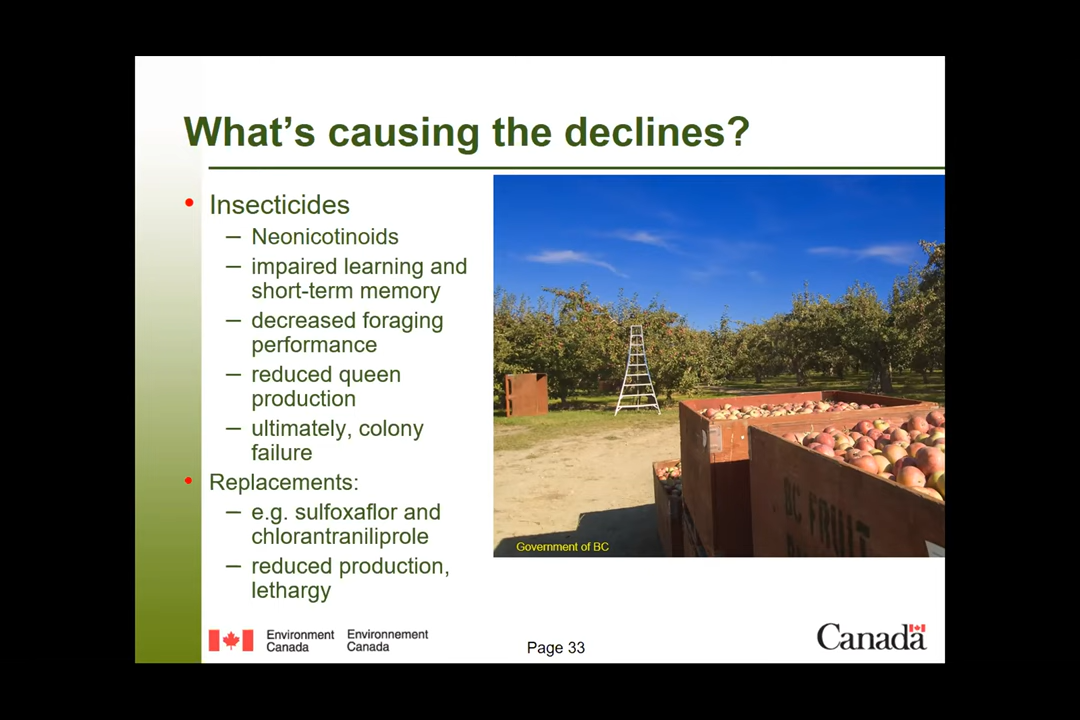 What's causing the declines?
• Insecticides
– Neonicotinoids
– impaired learning and
short-term memory
– decreased foraging
performance
– reduced queen
production
– ultimately, colony
failure
• Replacements:
– e.g. sulfoxaflor and
chlorantraniliprole
– reduced production,
lethargy
BC FRUIT
Government of BC
Environment Environnement
Canada Canada
Page 33
Canada